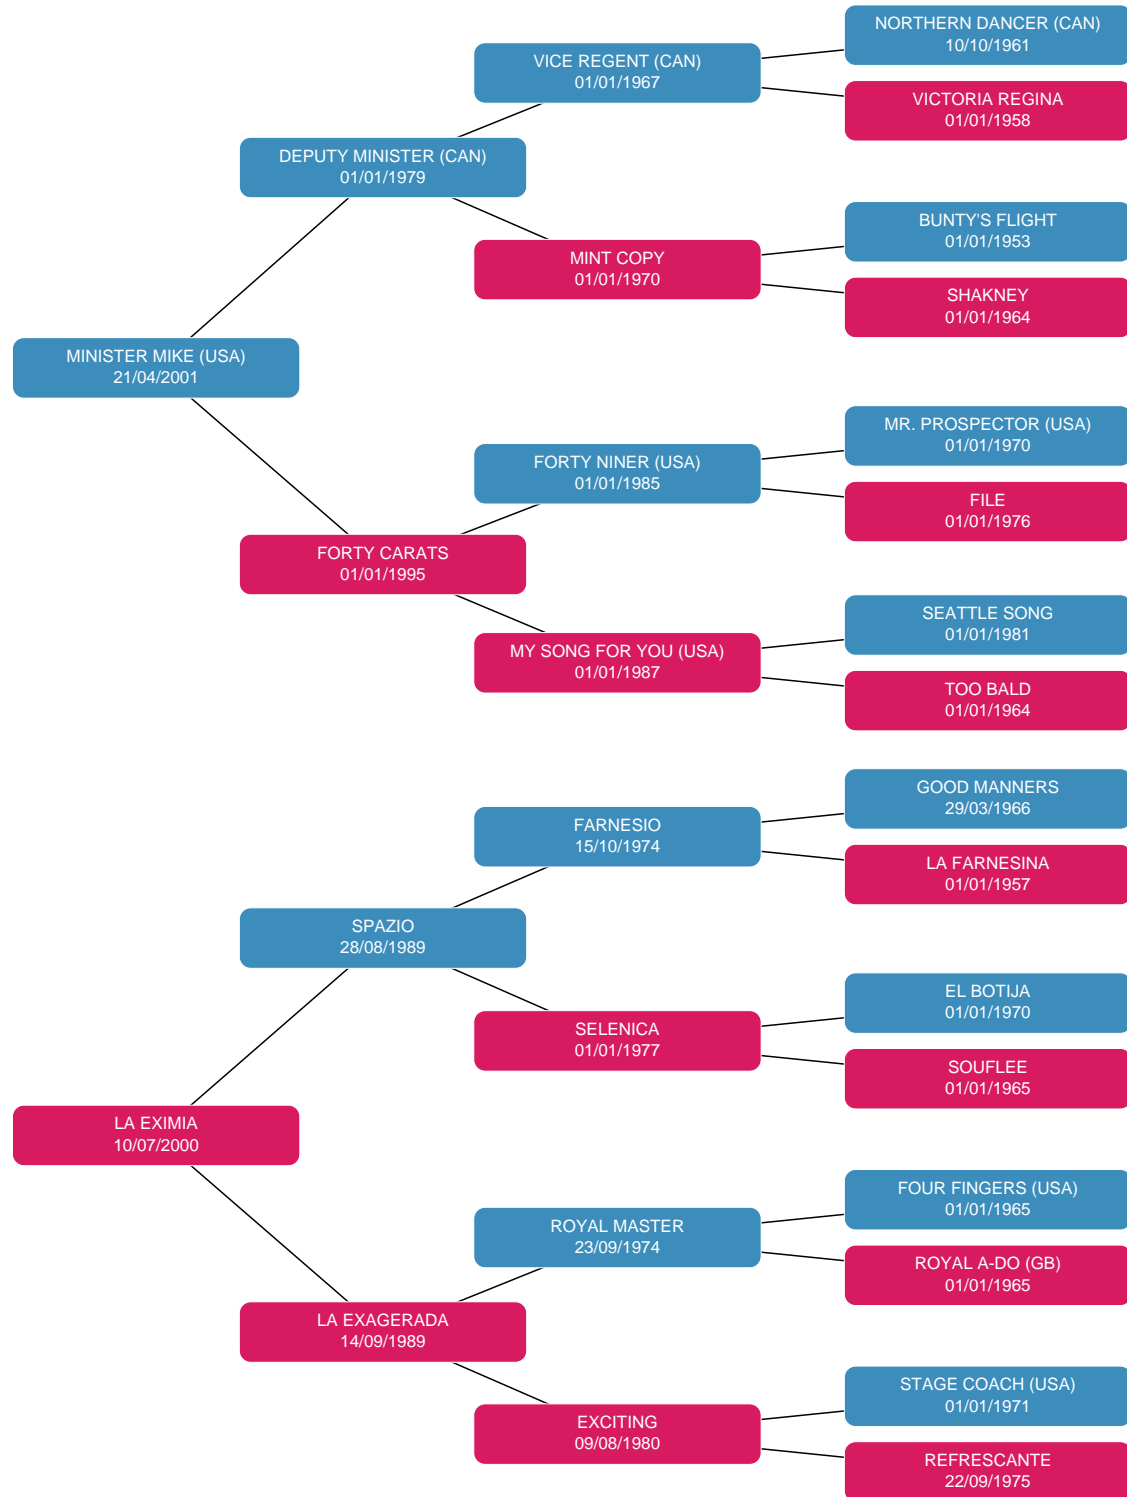 NORTHERN DANCER (CAN)
10/10/1961
VICE REGENT (CAN)
01/01/1967
VICTORIA REGINA
01/01/1958
DEPUTY MINISTER (CAN)
01/01/1979
BUNTY'S FLIGHT
01/01/1953
MINT COPY
01/01/1970
SHAKNEY
01/01/1964
MINISTER MIKE (USA)
21/04/2001
MR. PROSPECTOR (USA)
01/01/1970
FORTY NINER (USA)
01/01/1985
FILE
01/01/1976
FORTY CARATS
01/01/1995
SEATTLE SONG
01/01/1981
MY SONG FOR YOU (USA)
01/01/1987
TOO BALD
01/01/1964
GOOD MANNERS
29/03/1966
FARNESIO
15/10/1974
LA FARNESINA
01/01/1957
SPAZIO
28/08/1989
EL BOTIJA
01/01/1970
SELENICA
01/01/1977
SOUFLEE
01/01/1965
LA EXIMIA
10/07/2000
FOUR FINGERS (USA)
01/01/1965
ROYAL MASTER
23/09/1974
ROYAL A-DO (GB)
01/01/1965
LA EXAGERADA
14/09/1989
STAGE COACH (USA)
01/01/1971
EXCITING
09/08/1980
REFRESCANTE
22/09/1975